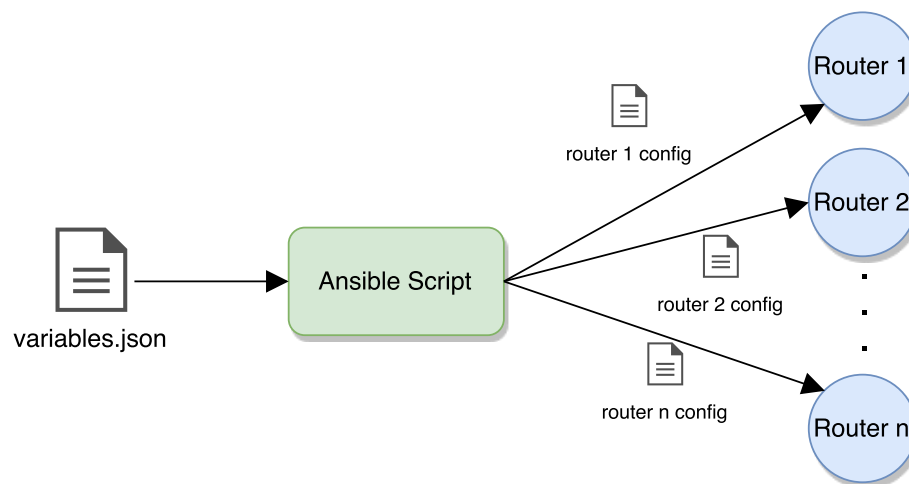 Router 1
router 1 config
Router 2
variables.json
Ansible Script
router 2 config
router n config
Router n